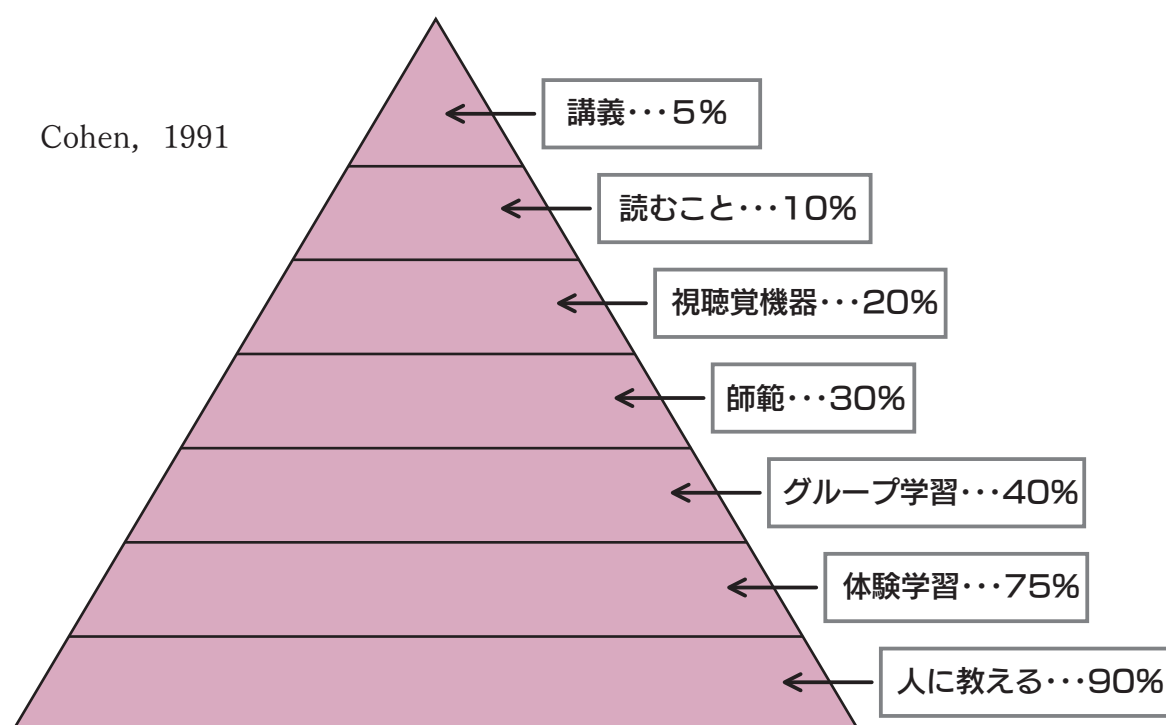 講義･･･5%
Cohen, 1991
読むこと･･･10%
視聴覚機器･･･20%
師範･･･30%
グループ学習･･･40%
体験学習･･･75%
人に教える･･･90%